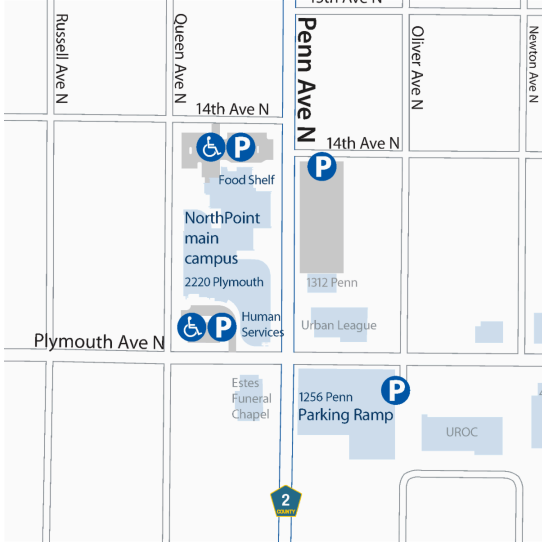 15th Ave N
Russell Ave N
Queen Ave N
Penn Ave N
Oliver Ave N
Newton Ave N
14th Ave N
14th Ave N
P
P
Food Shelf
NorthPoint
main
campus
2220 Plymouth
1312 Penn
P
Human
Services
Urban League
Plymouth Ave N
Estes
Funeral
Chapel
1256 Penn
Parking Ramp
P
UROC
2
COUNTY